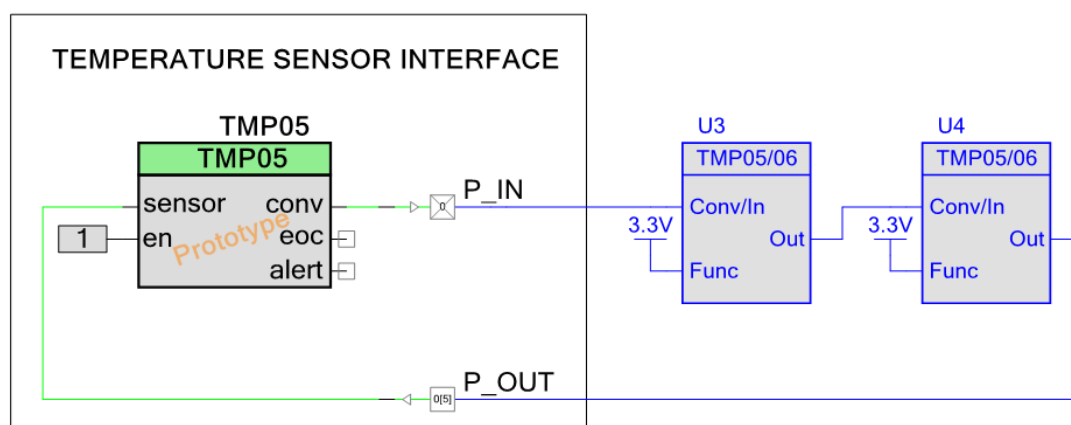 TEMPERATURE SENSOR INTERFACE
TMP05
TMP05
sensor conv
1 en eoc
alert
Prototype
0 P_IN
0[5] P_OUT
U3
TMP05/06
Conv/In
3.3V
Out
Func
U4
TMP05/06
Conv/In
3.3V
Out
Func